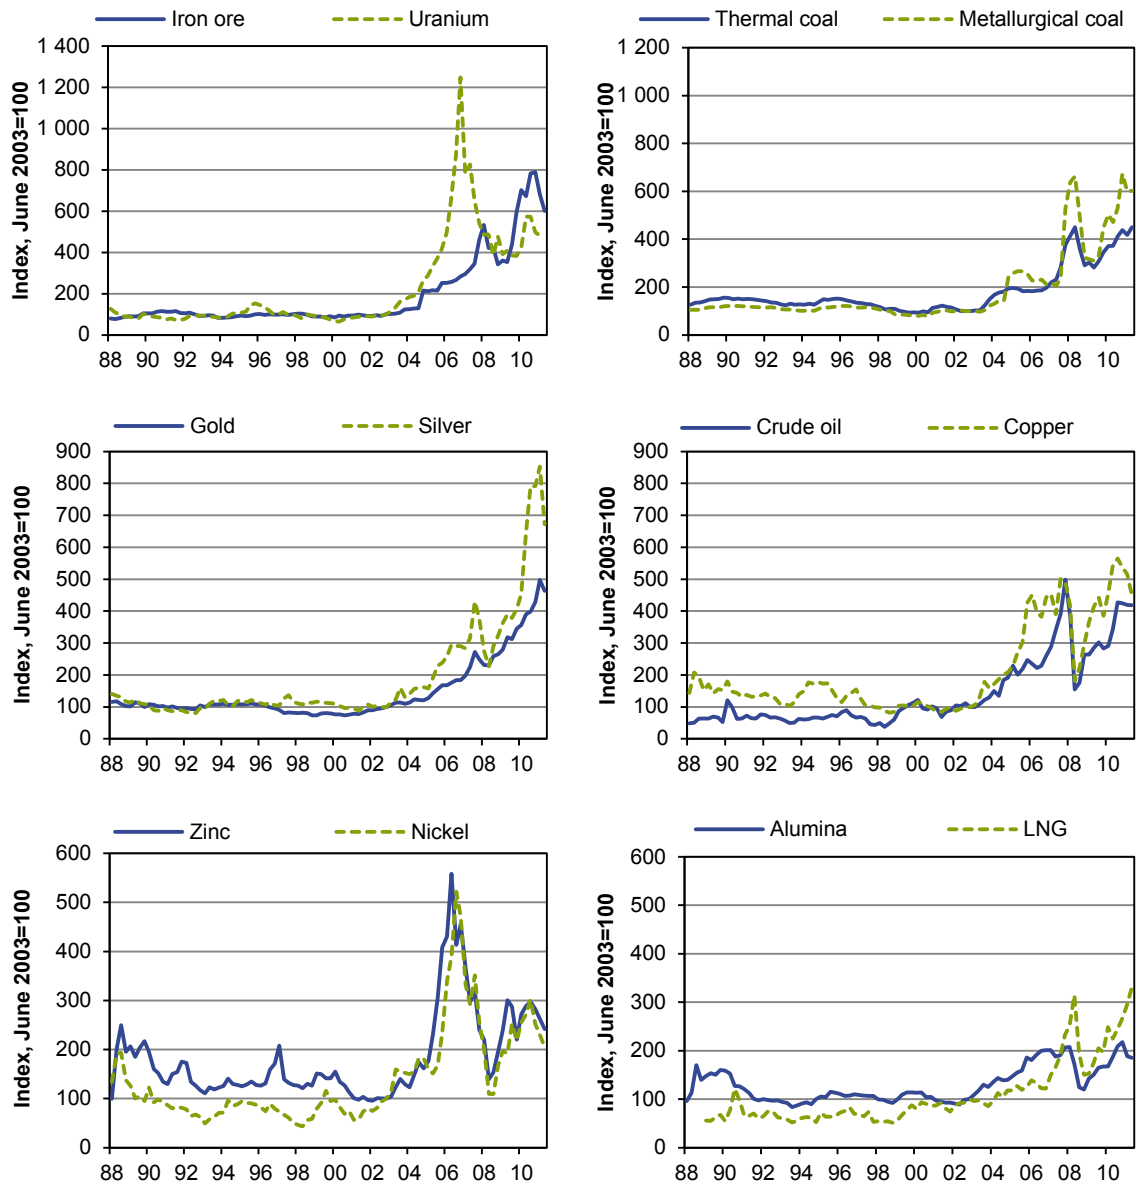 Iron ore Uranium
Index, June 2003=100
1 400
1 200
1 000
800
600
400
200
0
88 90 92 94 96 98 00 02 04 06 08 10
Thermal coal Metallurgical coal
Index, June 2003=100
1 200
1 000
800
600
400
200
0
88 90 92 94 96 98 00 02 04 06 08 10
Gold Silver
Index, June 2003=100
900
800
700
600
500
400
300
200
100
0
88 90 92 94 96 98 00 02 04 06 08 10
Crude oil Copper
Index, June 2003=100
900
800
700
600
500
400
300
200
100
0
88 90 92 94 96 98 00 02 04 06 08 10
Zinc Nickel
Index, June 2003=100
600
500
400
300
200
100
0
88 90 92 94 96 98 00 02 04 06 08 10
Alumina LNG
Index, June 2003=100
600
500
400
300
200
100
0
88 90 92 94 96 98 00 02 04 06 08 10